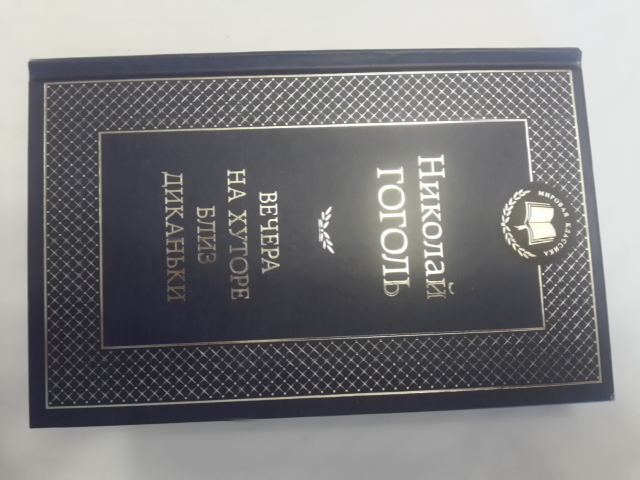 МИРОВАЯ КЛАССИКА
НИКОЛАЙ
ГОГОЛЬ
ВЕЧЕРА
НА ХУТОРЕ
БЛИЗ
ДИКАНЬКИ